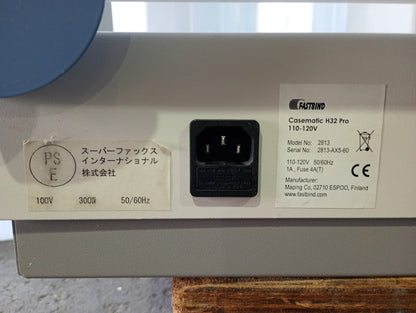 PS
E
スーパーファックス
インターナショナル
株式会社
100V 300W 50/60Hz
FASTBIND
Casematic H32 Pro
110-120V
Model No: 2813
Serial No: 2813-AX5-60
110-120V 50/60Hz
1A, Fuse 4A(T)
Manufacturer:
Maping Co, 02710 ESPOO, Finland
www.fastbind.com